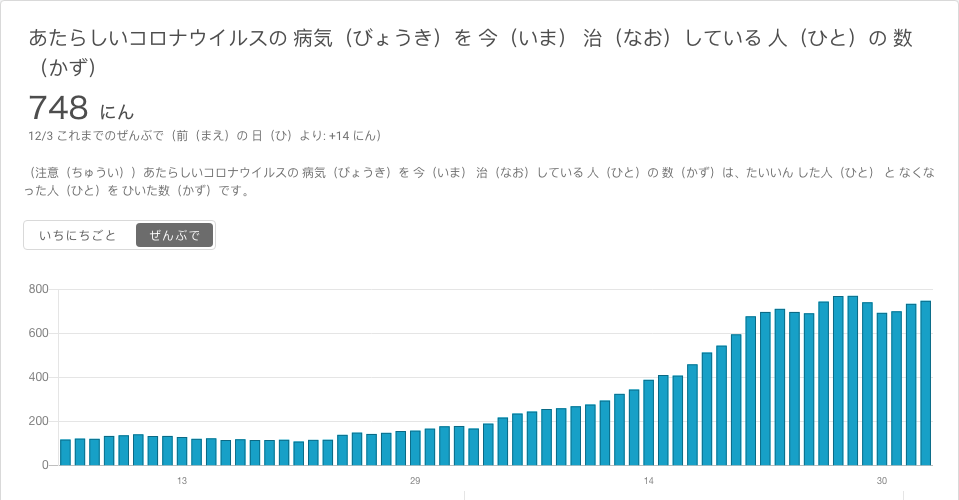 あたらしいコロナウイルスの 病気（びょうき）を 今（いま） 治（なお）している 人（ひと）の 数
（かず）
748 にん
12/3 これまでのぜんぶで（前（まえ）の 日（ひ）より: +14 にん）
（注意（ちゅうい））あたらしいコロナウイルスの 病気（びょうき）を 今（いま） 治（なお）している 人（ひと）の 数（かず）は、たいいん した人（ひと） と なくな
った人（ひと）を ひいた数（かず）です。
いちにちごと ぜんぶで
800
600
400
200
0
13 29 14 30